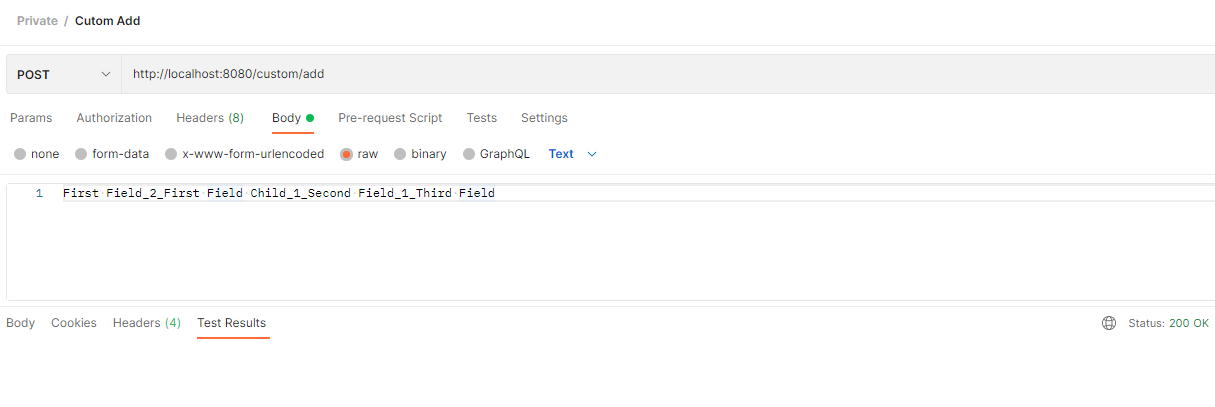 Private / Cutom Add
POST http://localhost:8080/custom/add
Params Authorization Headers (8) Body Pre-request Script Tests Settings
none form-data x-www-form-urlencoded raw binary GraphQL Text
1 First Field_2_First Field Child_1_Second Field_1_Third Field
Body Cookies Headers (4) Test Results Status: 200 OK